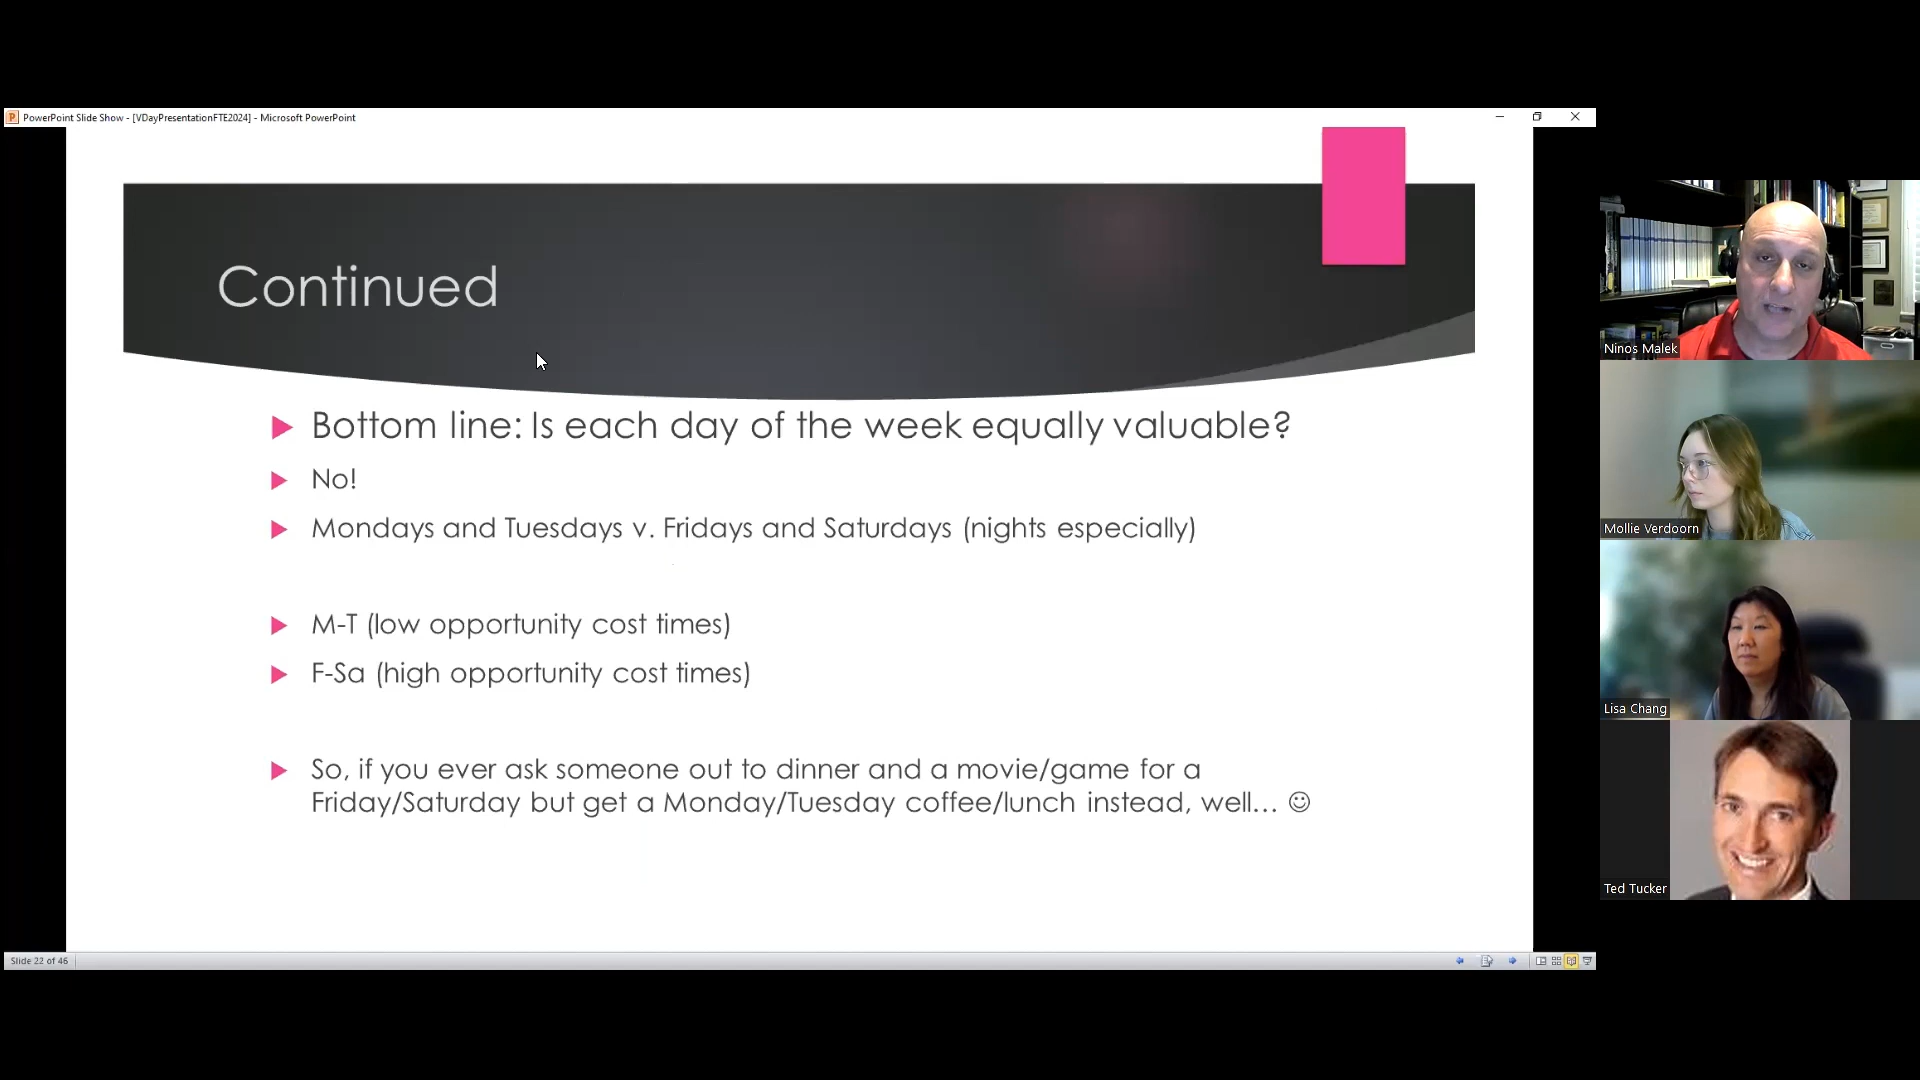 PowerPoint Slide Show - [VDayPresentationFTE2024] - Microsoft PowerPoint
Continued
Bottom line: Is each day of the week equally valuable?
No!
Mondays and Tuesdays v. Fridays and Saturdays (nights especially)
M-T (low opportunity cost times)
F-Sa (high opportunity cost times)
So, if you ever ask someone out to dinner and a movie/game for a
Friday/Saturday but get a Monday/Tuesday coffee/lunch instead, well... ☺
Slide 22 of 46
Ninos Malek
Mollie Verdoorn
Lisa Chang
Ted Tucker